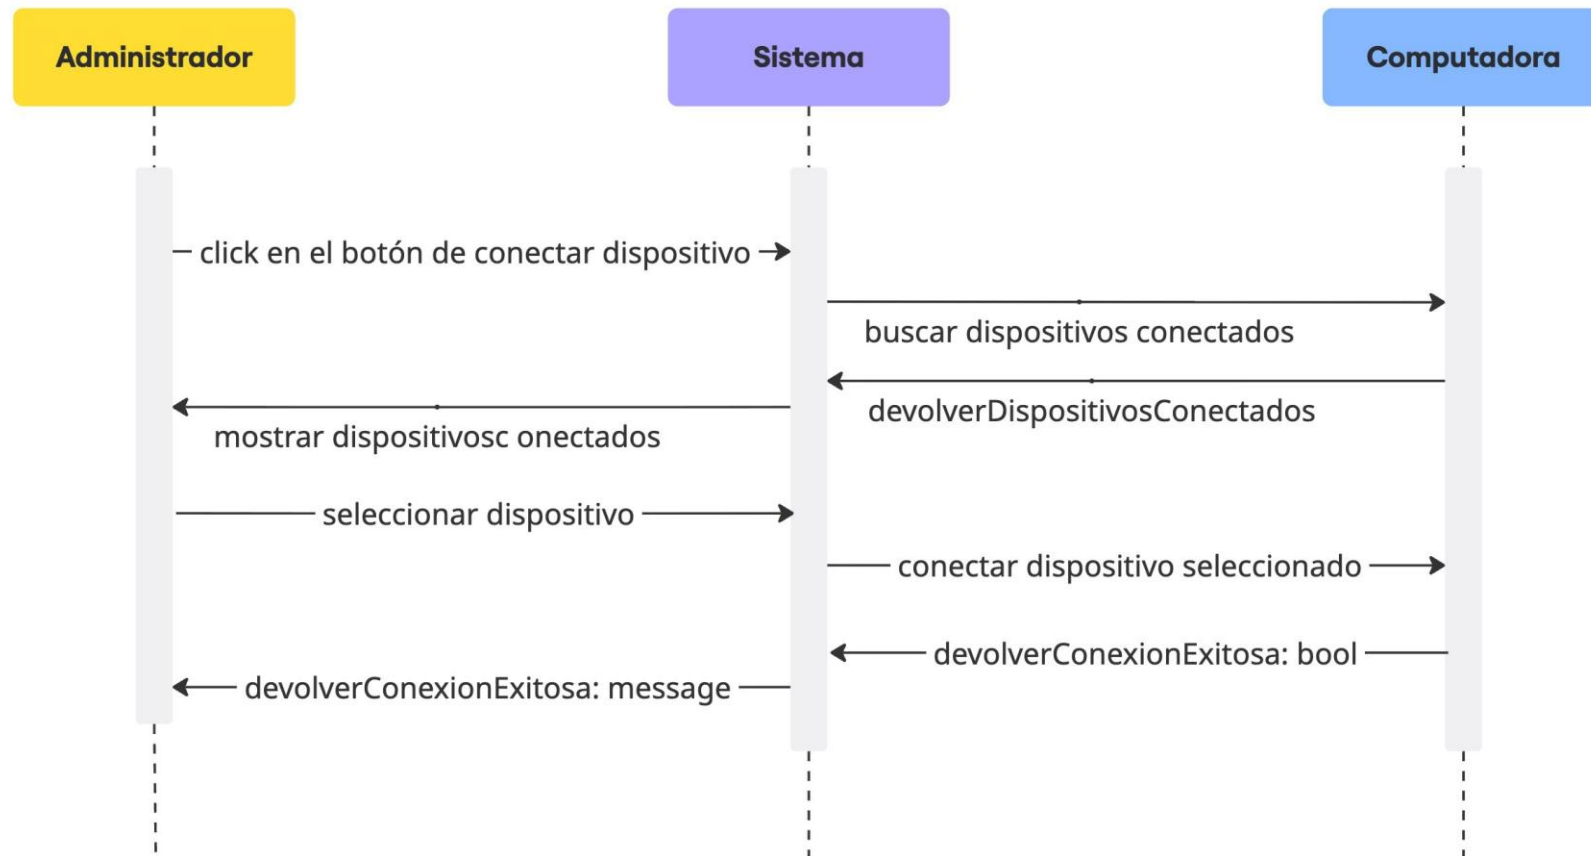 Administrador
Sistema
Computadora
click en el botón de conectar dispositivo
buscar dispositivos conectados
devolverDispositivosConectados
mostrar dispositivosc onectados
seleccionar dispositivo
conectar dispositivo seleccionado
devolverConexionExitosa: bool
devolverConexionExitosa: message